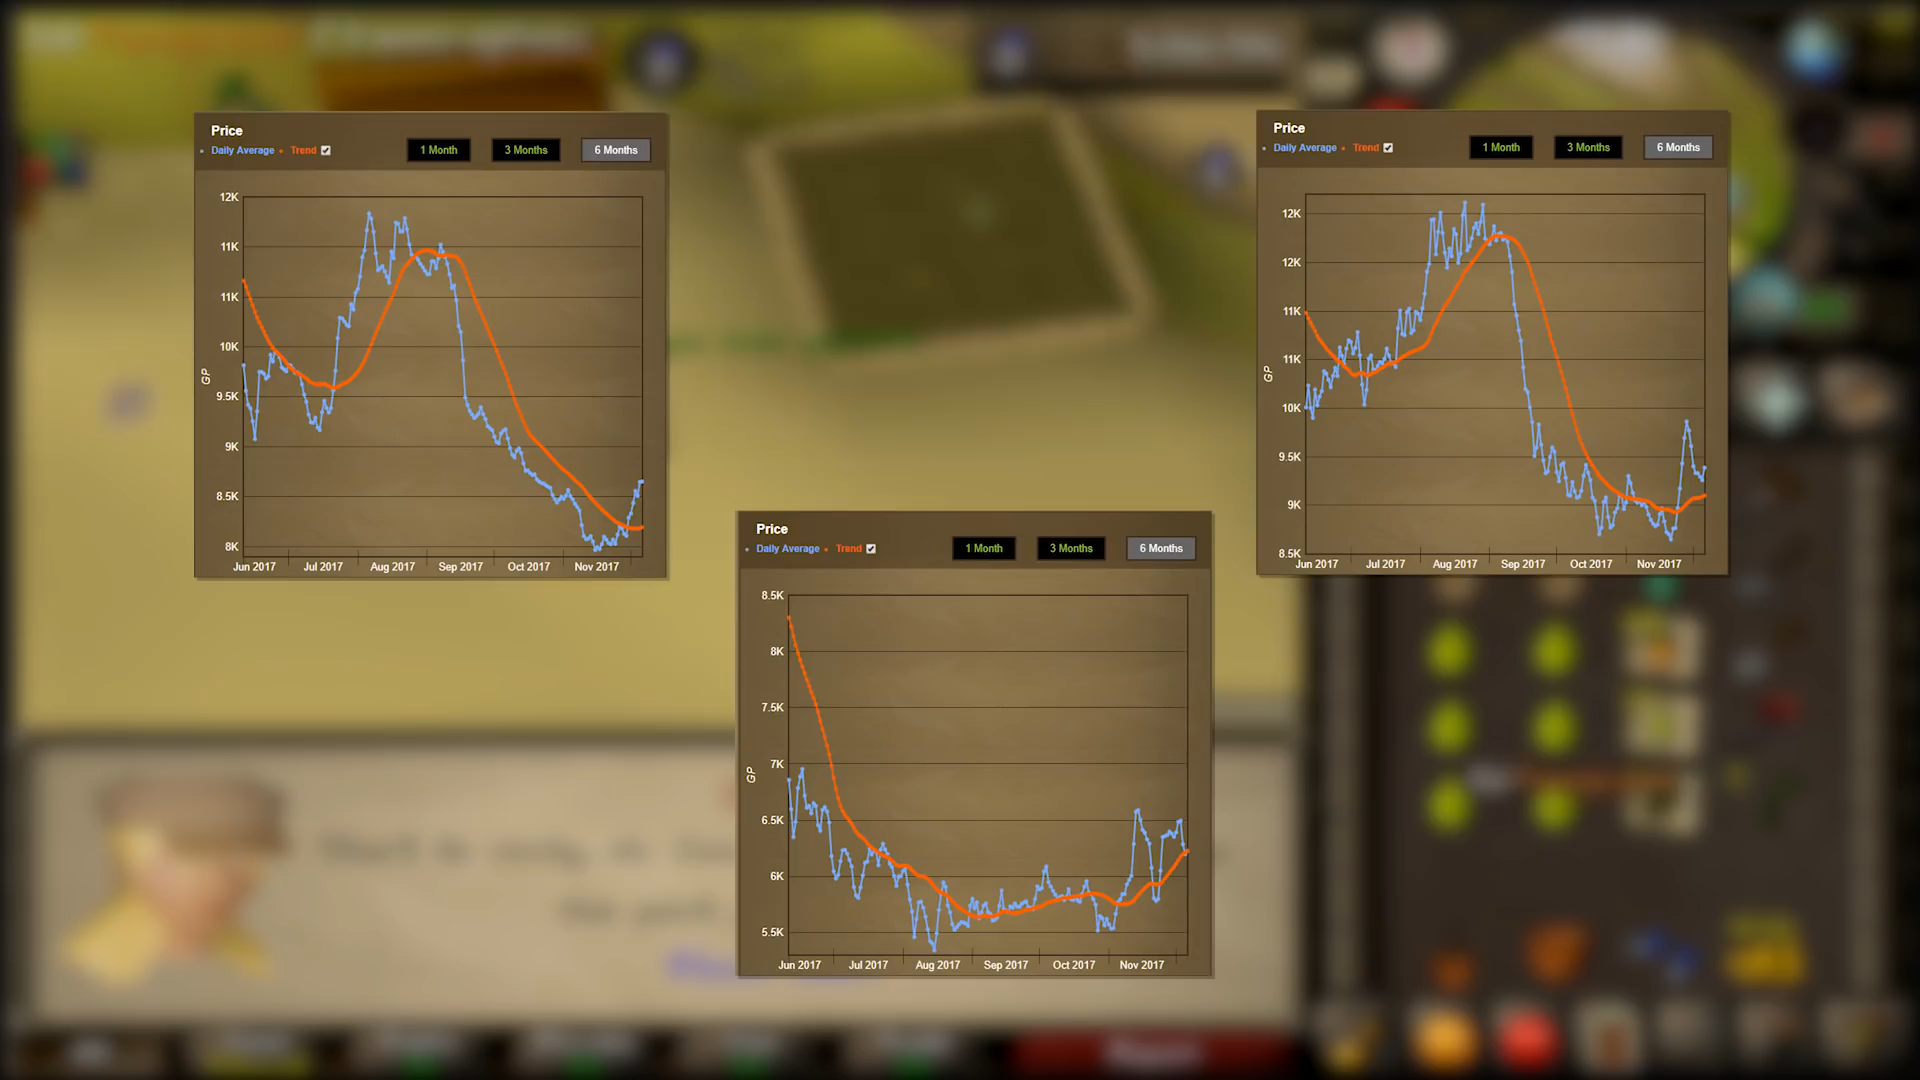 Price
Daily Average Trend 1 Month 3 Months 6 Months
12K
11K
11K
10K
9.5K
9K
8.5K
8K
GP
Jun 2017 Jul 2017 Aug 2017 Sep 2017 Oct 2017 Nov 2017
Price
Daily Average Trend 1 Month 3 Months 6 Months
12K
12K
11K
11K
10K
9.5K
9K
8.5K
GP
Jun 2017 Jul 2017 Aug 2017 Sep 2017 Oct 2017 Nov 2017
Price
Daily Average Trend 1 Month 3 Months 6 Months
8.5K
8K
7.5K
7K
6.5K
6K
5.5K
GP
Jun 2017 Jul 2017 Aug 2017 Sep 2017 Oct 2017 Nov 2017